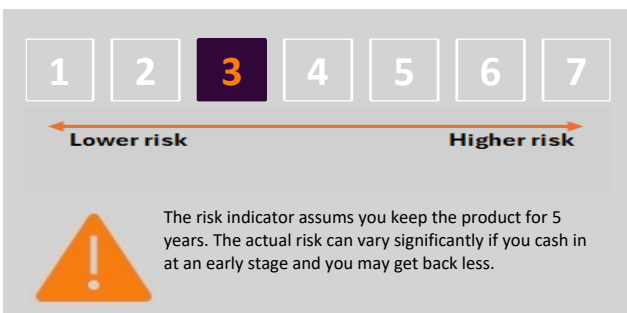 1 2 3 4 5 6 7
Lower risk Higher risk
The risk indicator assums you keep the product for 5
years. The actual risk can vary significantly if you cash in
at an early stage and you may get back less.